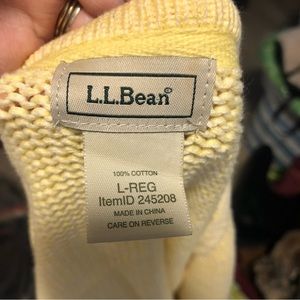 L.L.Bean®
100% COTTON
L-REG
ItemID 245208
MADE IN CHINA
CARE ON REVERSE